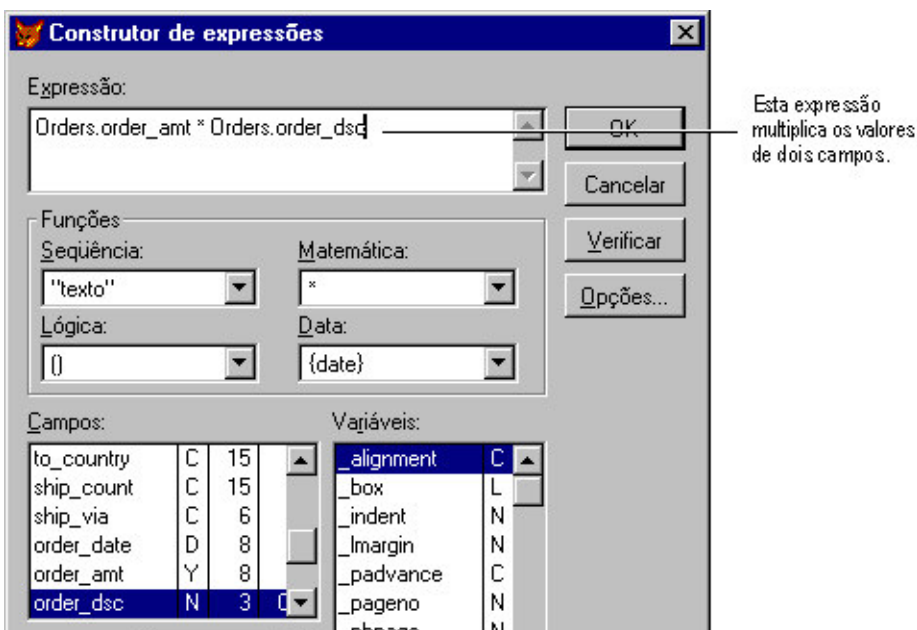 Construtor de expressões
Expressão:
Orders.order_amt * Orders.order_dsc
OK
Cancelar
Verificar
Opções...
Esta expressão
multiplica os valores
de dois campos.
Funções
Seqüência:
Matemática:
"texto"
*
Lógica:
Data:
()
{date}
Campos:
to_country C 15
ship_count C 15
ship_via C 6
order_date D 8
order_amt Y 8
order_dsc N 3
Variáveis:
_alignment C
_box L
_indent N
_lmargin N
_padvance C
_pageno N
N